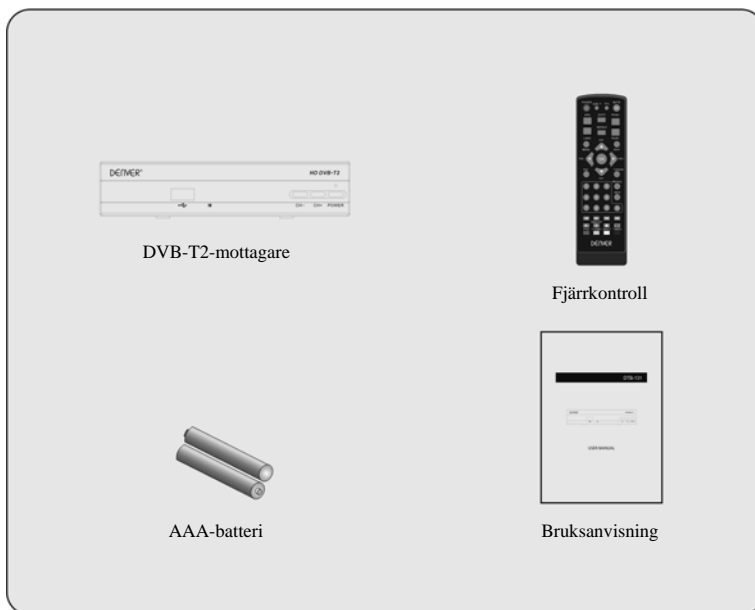 DENVER®
HD DVB-T2
CH- CH+ POWER
DVB-T2-mottagare
DENVER
Fjärrkontroll
DTB-131
USER MANUAL
AAA-batteri
Bruksanvisning